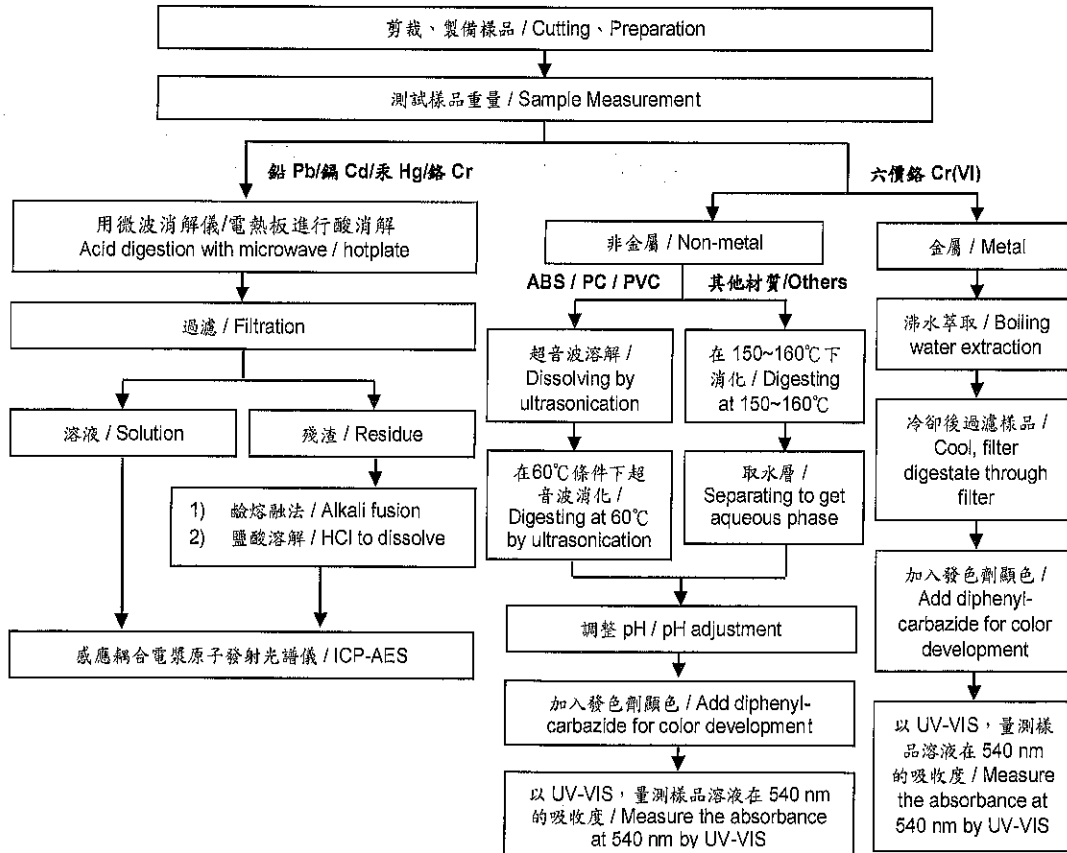 剪裁、製備樣品 / Cutting、Preparation
測試樣品重量 / Sample Measurement
鉛 Pb/鎘 Cd/汞 Hg/鉻 Cr
六價鉻 Cr(VI)
用微波消解儀/電熱板進行酸消解
Acid digestion with microwave / hotplate
過濾 / Filtration
溶液 / Solution
殘渣 / Residue
1) 鹼熔融法 / Alkali fusion
2) 鹽酸溶解 / HCl to dissolve
感應耦合電漿原子發射光譜儀 / ICP-AES
非金屬 / Non-metal
ABS / PC / PVC
其他材質/Others
超音波溶解 /
Dissolving by
ultrasonication
在60℃條件下超
音波消化 /
Digesting at 60℃
by ultrasonication
在 150~160℃下
消化 / Digesting
at 150~160℃
取水層 /
Separating to get
aqueous phase
調整 pH / pH adjustment
加入發色劑顯色 / Add diphenyl-
carbazide for color development
以 UV-VIS，量測樣品溶液在 540 nm
的吸收度 / Measure the absorbance
at 540 nm by UV-VIS
金屬 / Metal
沸水萃取 / Boiling
water extraction
冷卻後過濾樣品 /
Cool, filter
digestate through
filter
加入發色劑顯色 /
Add diphenyl-
carbazide for color
development
以 UV-VIS，量測樣
品溶液在 540 nm
的吸收度 / Measure
the absorbance at
540 nm by UV-VIS